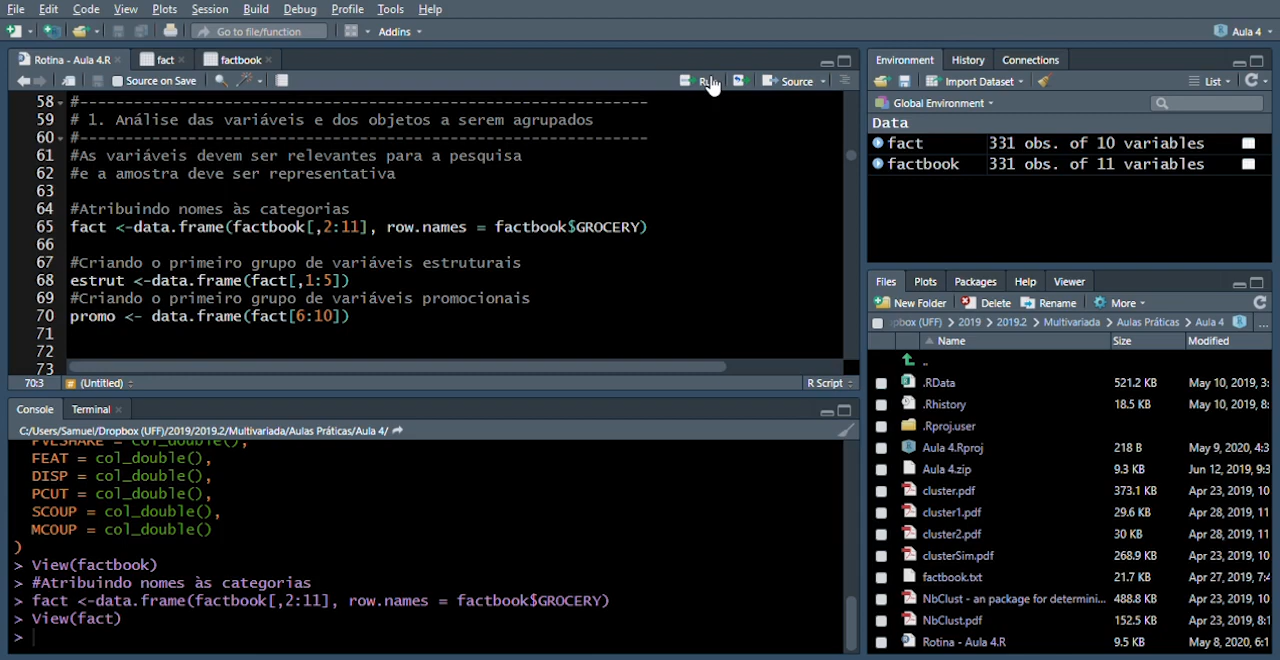 File Edit Code View Plots Session Build Debug Profile Tools Help
Go to file/function Addins Aula 4
Rotina - Aula 4.R fact factbook
Source on Save Run Source
58 #---------------------------------------------------------------
59 # 1. Análise das variáveis e dos objetos a serem agrupados
60 #---------------------------------------------------------------
61 #As variáveis devem ser relevantes para a pesquisa
62 #e a amostra deve ser representativa
63
64 #Atribuindo nomes às categorias
65 fact <-data.frame(factbook[,2:11], row.names = factbook$GROCERY)
66
67 #Criando o primeiro grupo de variáveis estruturais
68 estrut <-data.frame(fact[,1:5])
69 #Criando o primeiro grupo de variáveis promocionais
70 promo <- data.frame(fact[6:10])
71
72
73
70:3 (Untitled) R Script
Console Terminal
C:/Users/Samuel/Dropbox (UFF)/2019/2019.2/Multivariada/Aulas Práticas/Aula 4/
PVLSHARE = col_double(),
FEAT = col_double(),
DISP = col_double(),
PCUT = col_double(),
SCOUP = col_double(),
MCOUP = col_double()
)
> View(factbook)
> #Atribuindo nomes às categorias
> fact <-data.frame(factbook[,2:11], row.names = factbook$GROCERY)
> View(fact)
>
Environment History Connections
Import Dataset List
Global Environment
Data
fact 331 obs. of 10 variables
factbook 331 obs. of 11 variables
Files Plots Packages Help Viewer
New Folder Delete Rename More
pbox (UFF) > 2019 > 2019.2 > Multivariada > Aulas Práticas > Aula 4 ...
Name Size Modified
..
.RData 521.2 KB May 10, 2019, 3:
.Rhistory 18.5 KB May 10, 2019, 8:
.Rproj.user
Aula 4.Rproj 218 B May 9, 2020, 4:3
Aula 4.zip 9.3 KB Jun 12, 2019, 9:3
cluster.pdf 373.1 KB Apr 23, 2019, 10
cluster1.pdf 29.6 KB Apr 28, 2019, 11
cluster2.pdf 30 KB Apr 28, 2019, 11
clusterSim.pdf 268.9 KB Apr 23, 2019, 10
factbook.txt 21.7 KB Apr 27, 2019, 7:4
NbClust - an package for determini... 488.8 KB Apr 23, 2019, 10
NbClust.pdf 152.5 KB Apr 23, 2019, 8:1
Rotina - Aula 4.R 9.5 KB May 8, 2020, 6:1